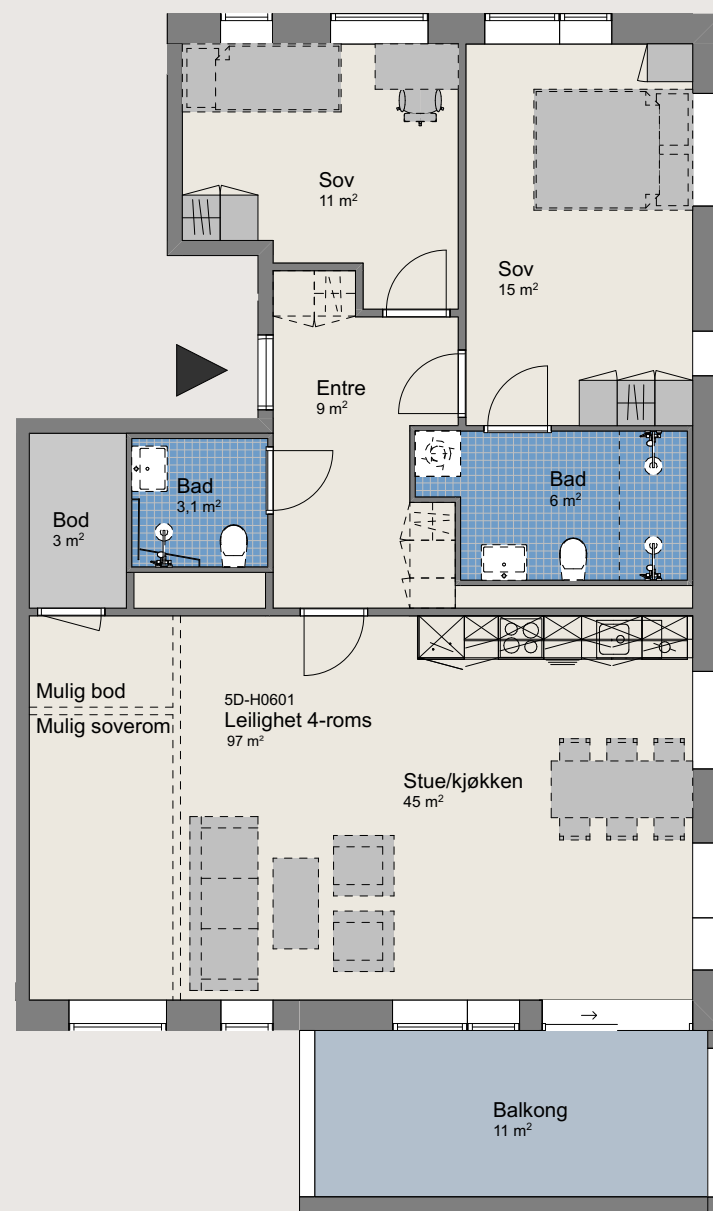 Sov
11 m²
Sov
15 m²
Entre
9 m²
Bad
3,1 m²
Bad
6 m²
Bod
3 m²
Mulig bod
Mulig soverom
5D-H0601
Leilighet 4-roms
97 m²
Stue/kjøkken
45 m²
Balkong
11 m²